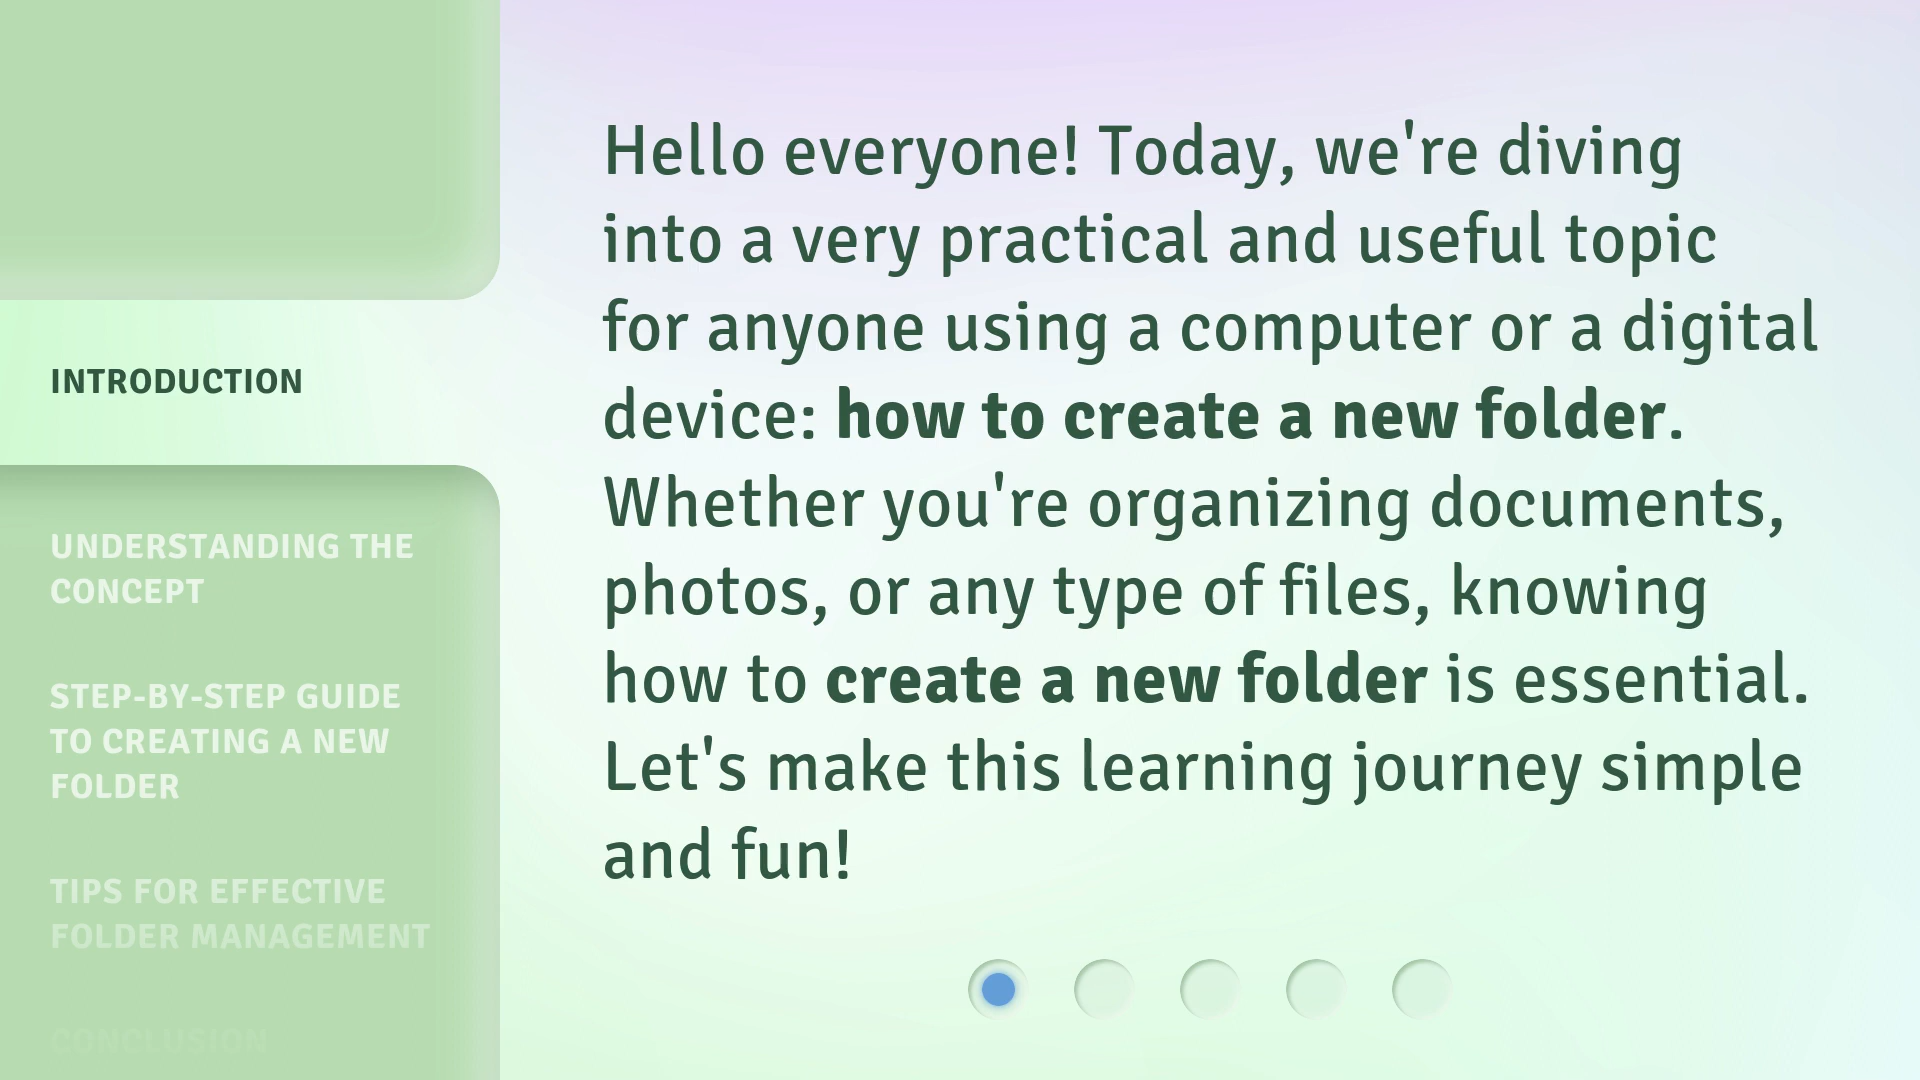 INTRODUCTION
UNDERSTANDING THE
CONCEPT
STEP-BY-STEP GUIDE
TO CREATING A NEW
FOLDER
TIPS FOR EFFECTIVE
FOLDER MANAGEMENT
CONCLUSION
Hello everyone! Today, we're diving
into a very practical and useful topic
for anyone using a computer or a digital
device: how to create a new folder.
Whether you're organizing documents,
photos, or any type of files, knowing
how to create a new folder is essential.
Let's make this learning journey simple
and fun!